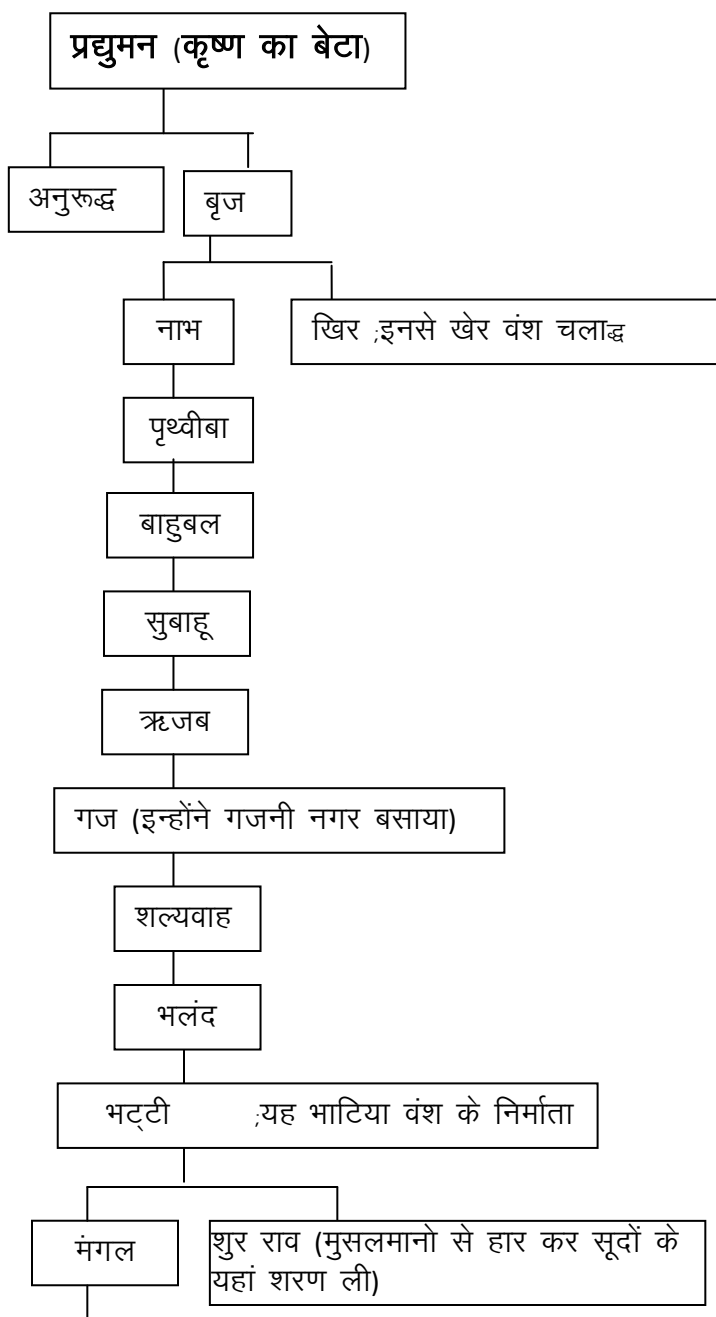 प्रद्युमन (कृष्ण का बेटा)
अनुरूद्ध
बृज
नाभ
खिर ;इनसे खेर वंश चलाद्ध
पृथ्वीबा
बाहुबल
सुबाहू
ऋजब
गज (इन्होंने गजनी नगर बसाया)
शल्यवाह
भलंद
भट्टी ;यह भाटिया वंश के निर्माता
मंगल
शुर राव (मुसलमानो से हार कर सूदों के
यहां शरण ली)